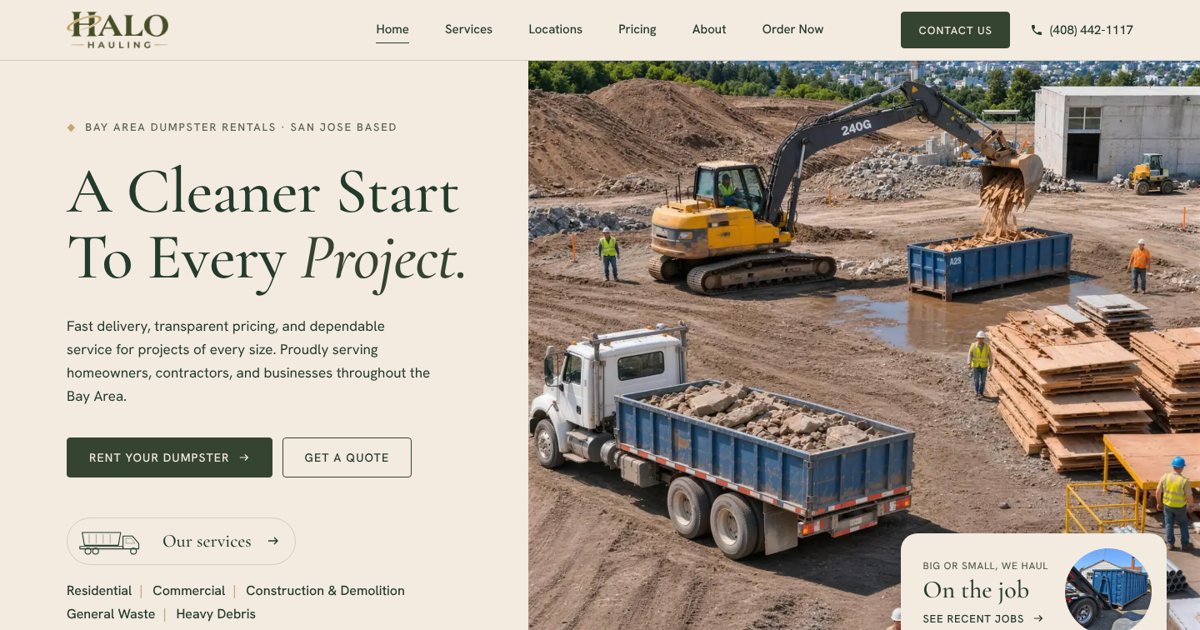 HALO
HAULING
Home
Services
Locations
Pricing
About
Order Now
CONTACT US
(408) 442-1117
BAY AREA DUMPSTER RENTALS · SAN JOSE BASED
A Cleaner Start
To Every Project.
Fast delivery, transparent pricing, and dependable
service for projects of every size. Proudly serving
homeowners, contractors, and businesses throughout the
Bay Area.
RENT YOUR DUMPSTER →
GET A QUOTE
Our services →
Residential | Commercial | Construction & Demolition
General Waste | Heavy Debris
240G
A29
BIG OR SMALL, WE HAUL
On the job
SEE RECENT JOBS →